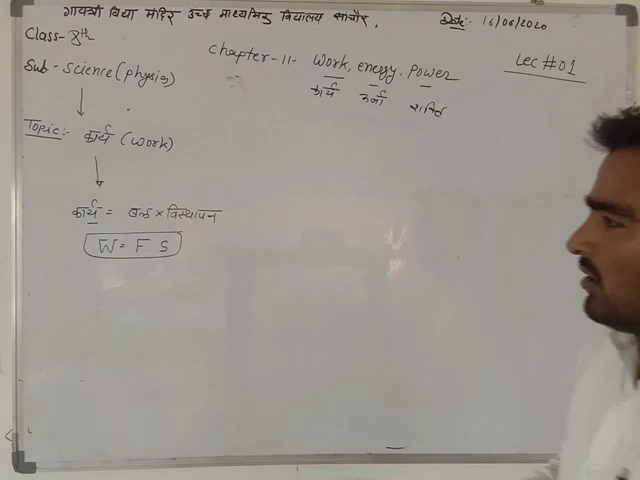 गायत्री विद्या मंदिर उच्च माध्यमिक विद्यालय सांचौर.
Date:- 16/06/2020
Class-8th
Chapter-11- Work, energy, Power
Lec #01
Sub- Science (Physics)
कार्य ऊर्जा शक्ति
Topic:- कार्य (Work)
कार्य = बल × विस्थापन
W = F. S